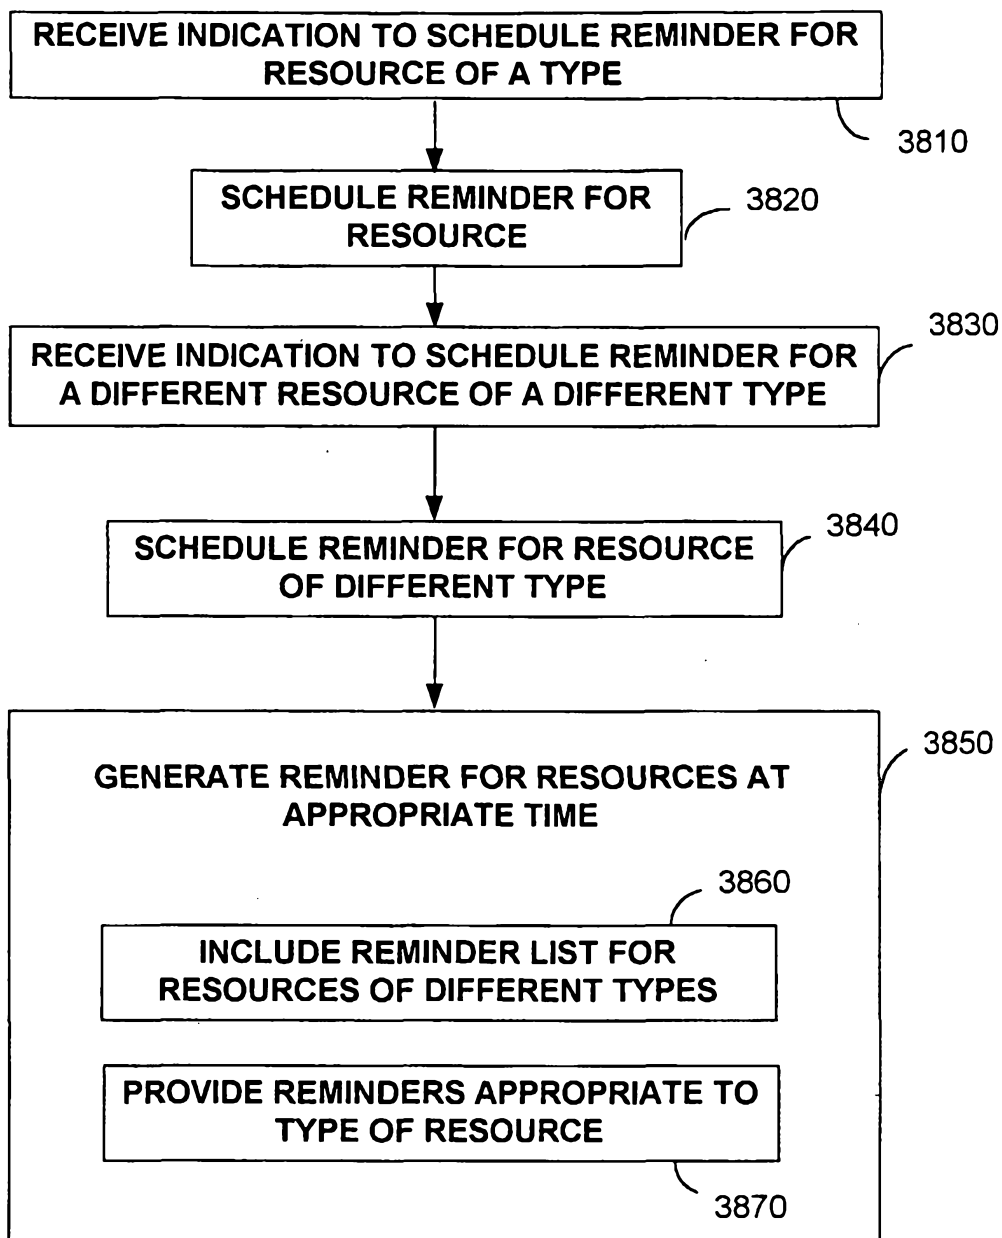 RECEIVE INDICATION TO SCHEDULE REMINDER FOR
RESOURCE OF A TYPE
3810
SCHEDULE REMINDER FOR
RESOURCE
3820
RECEIVE INDICATION TO SCHEDULE REMINDER FOR
A DIFFERENT RESOURCE OF A DIFFERENT TYPE
3830
SCHEDULE REMINDER FOR RESOURCE
OF DIFFERENT TYPE
3840
3850
GENERATE REMINDER FOR RESOURCES AT
APPROPRIATE TIME
3860
INCLUDE REMINDER LIST FOR
RESOURCES OF DIFFERENT TYPES
PROVIDE REMINDERS APPROPRIATE TO
TYPE OF RESOURCE
3870